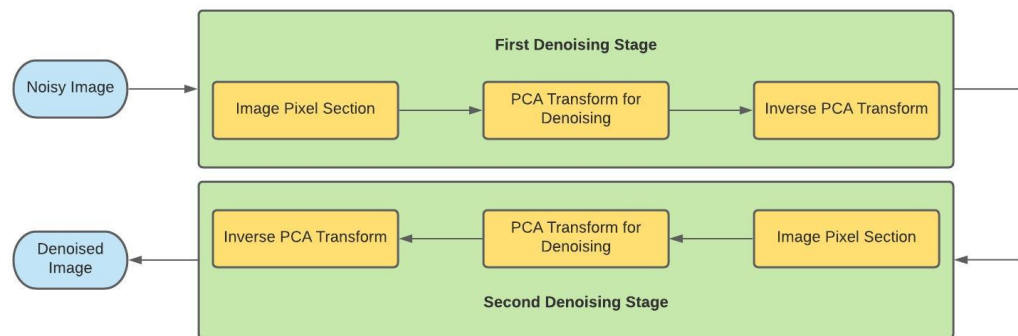 First Denoising Stage
Noisy Image
Image Pixel Section
PCA Transform for
Denoising
Inverse PCA Transform
Denoised
Image
Inverse PCA Transform
PCA Transform for
Denoising
Image Pixel Section
Second Denoising Stage